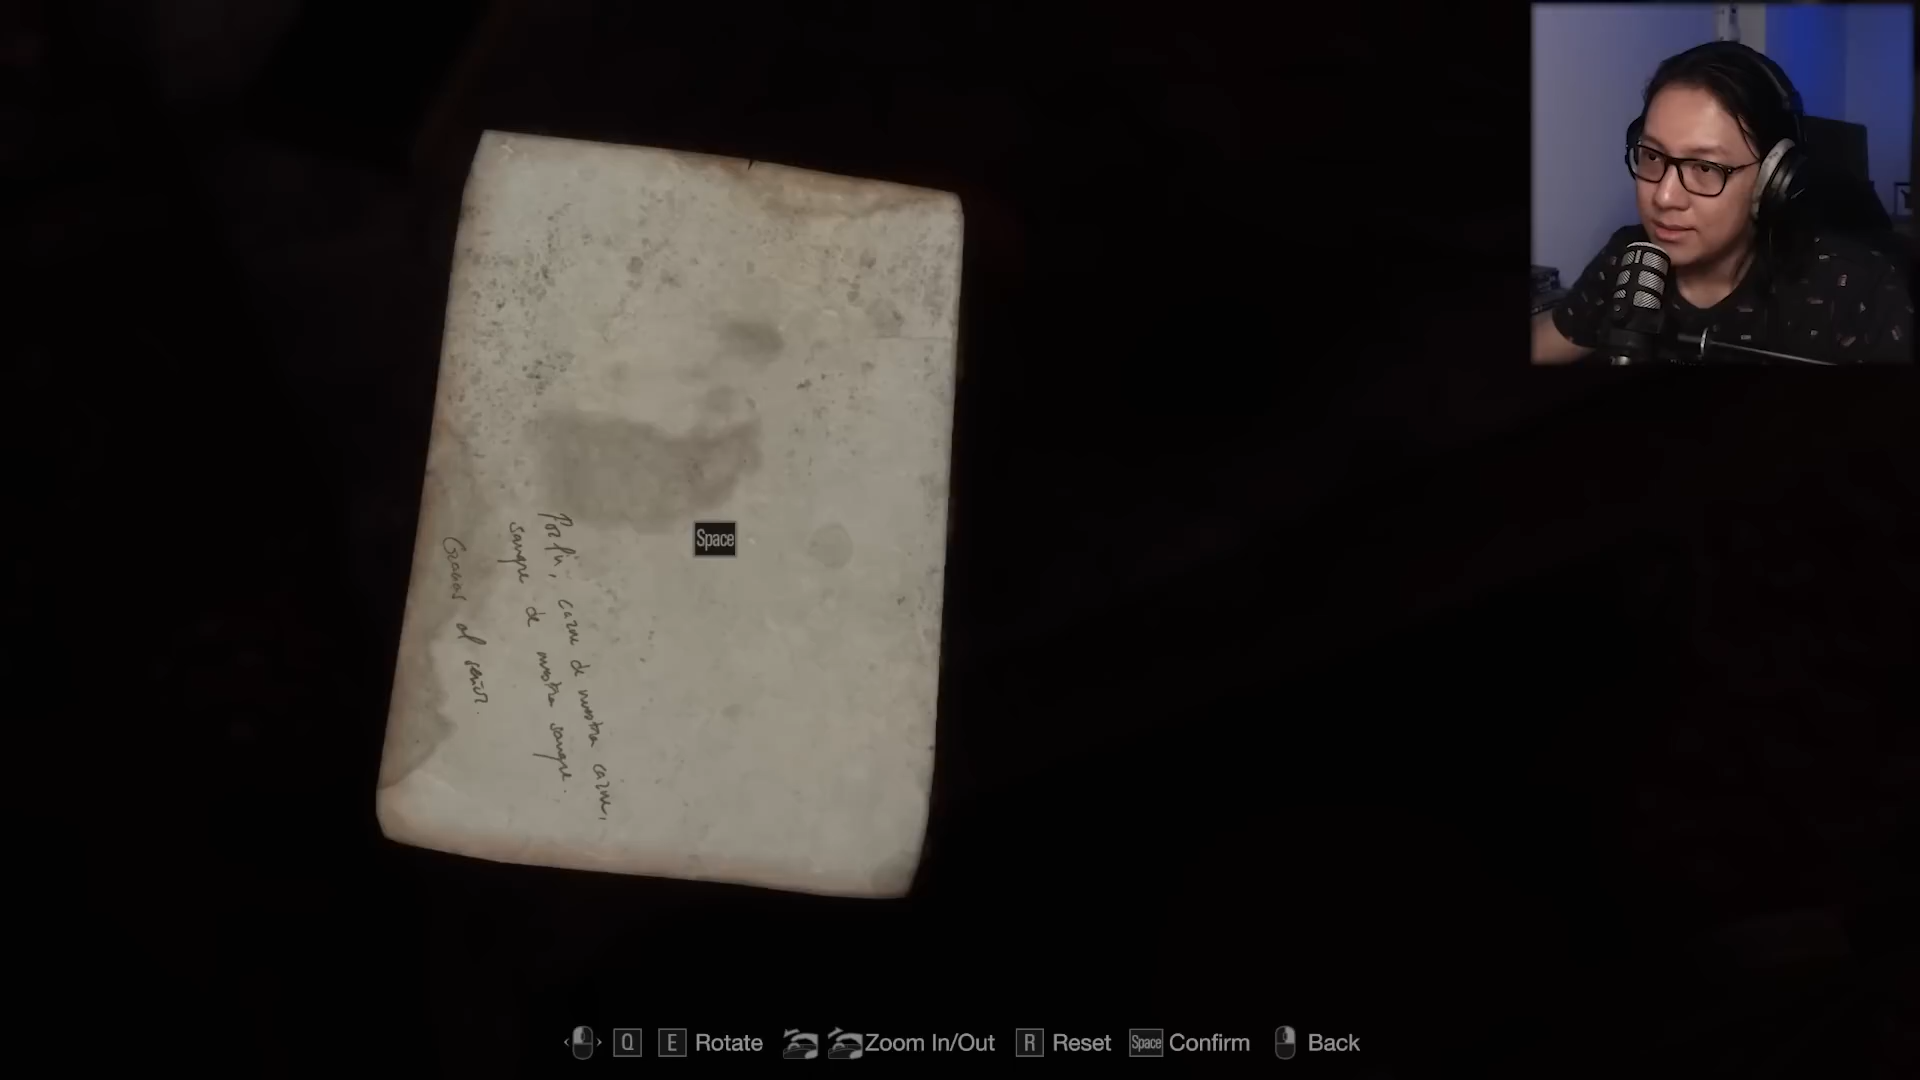 Por fin, carne de nuestra carne,
sangre de nuestra sangre.
Gracias al señor.
Space
Q E Rotate Zoom In/Out R Reset Space Confirm Back